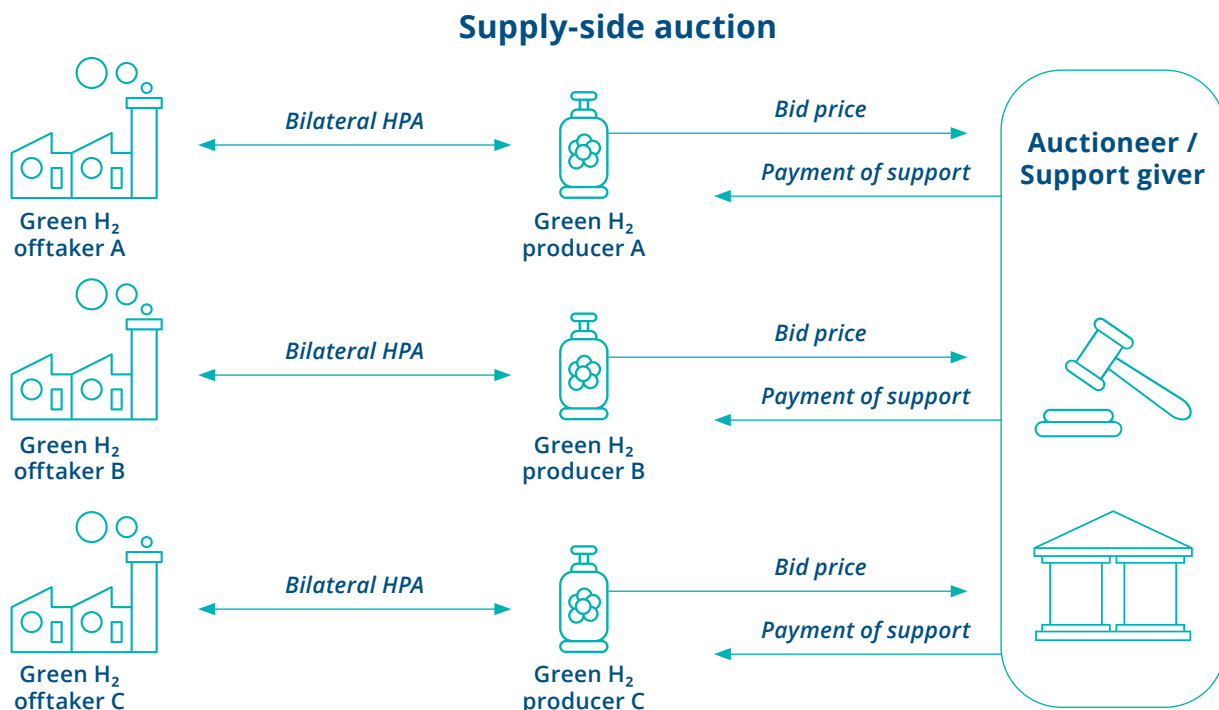 Supply-side auction
Bilateral HPA
Bid price
Payment of support
Auctioneer /
Support giver
Green H₂
offtaker A
Green H₂
producer A
Bilateral HPA
Bid price
Payment of support
Green H₂
offtaker B
Green H₂
producer B
Bilateral HPA
Bid price
Payment of support
Green H₂
offtaker C
Green H₂
producer C